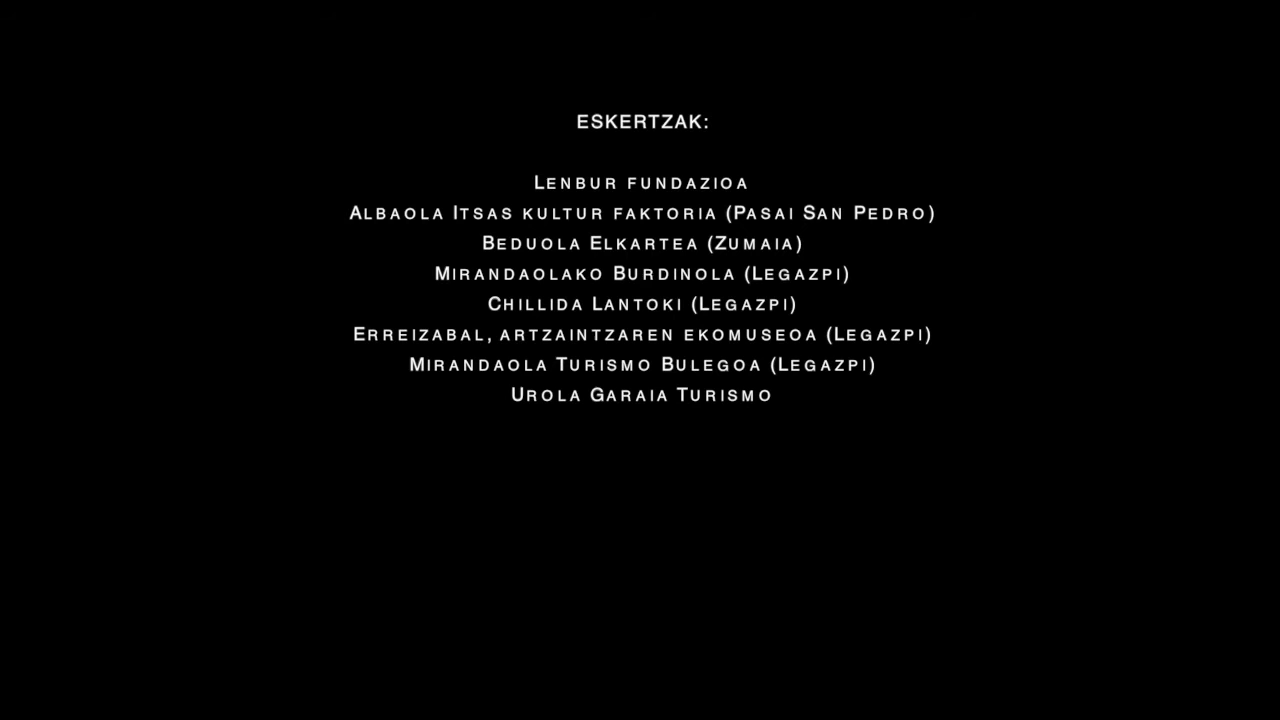 ESKERTZAK:
LENBUR FUNDAZIOA
ALBAOLA ITSAS KULTUR FAKTORIA (PASAI SAN PEDRO)
BEDUOLA ELKARTEA (ZUMAIA)
MIRANDAOLAKO BURDINOLA (LEGAZPI)
CHILLIDA LANTOKI (LEGAZPI)
ERREIZABAL, ARTZAINTZAREN EKOMUSEOA (LEGAZPI)
MIRANDAOLA TURISMO BULEGOA (LEGAZPI)
UROLA GARAIA TURISMO